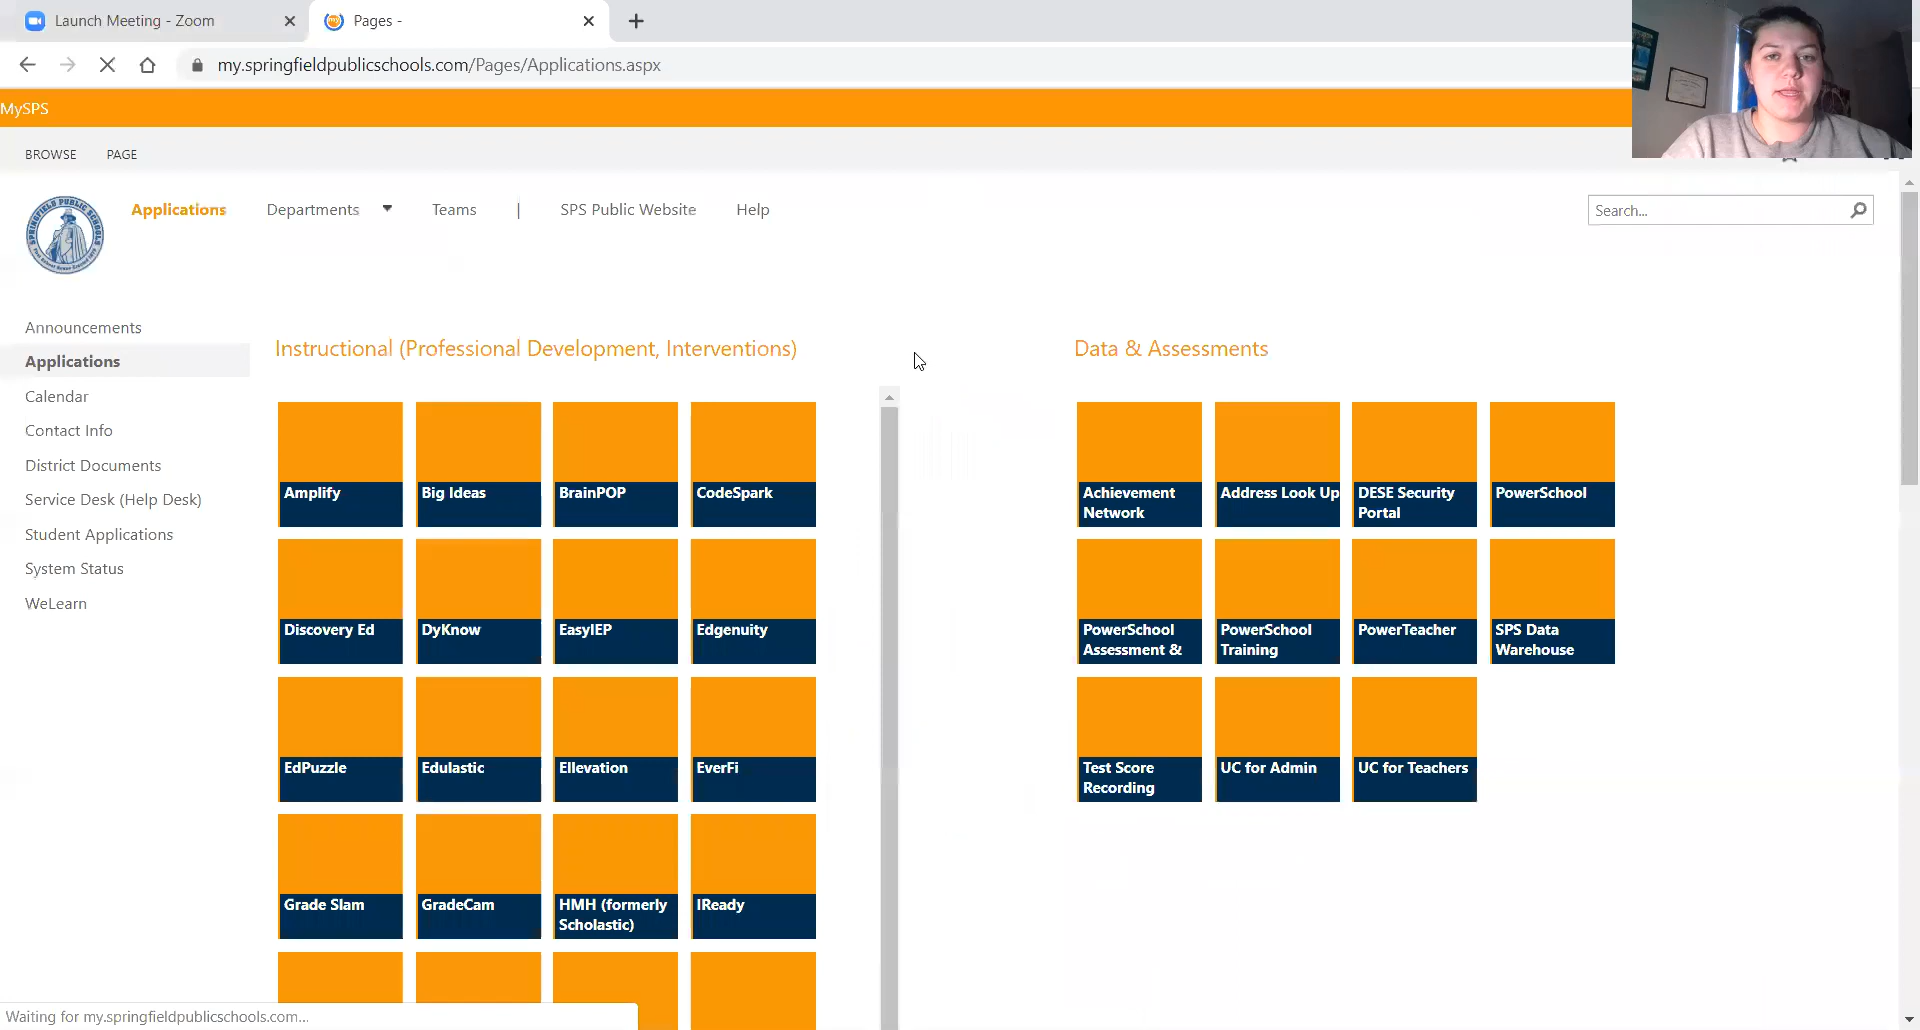 Launch Meeting - Zoom
Pages -
my.springfieldpublicschools.com/Pages/Applications.aspx
MySPS
BROWSE PAGE
SPRINGFIELD PUBLIC SCHOOLS
Applications Departments Teams | SPS Public Website Help
Search...
Announcements
Applications
Calendar
Contact Info
District Documents
Service Desk (Help Desk)
Student Applications
System Status
WeLearn
Instructional (Professional Development, Interventions)
Amplify
Big Ideas
BrainPOP
CodeSpark
Discovery Ed
DyKnow
EasyIEP
Edgenuity
EdPuzzle
Edulastic
Ellevation
EverFi
Grade Slam
GradeCam
HMH (formerly
Scholastic)
IReady
Data & Assessments
Achievement
Network
Address Look Up
DESE Security
Portal
PowerSchool
PowerSchool
Assessment &
PowerSchool
Training
PowerTeacher
SPS Data
Warehouse
Test Score
Recording
UC for Admin
UC for Teachers
Waiting for my.springfieldpublicschools.com...